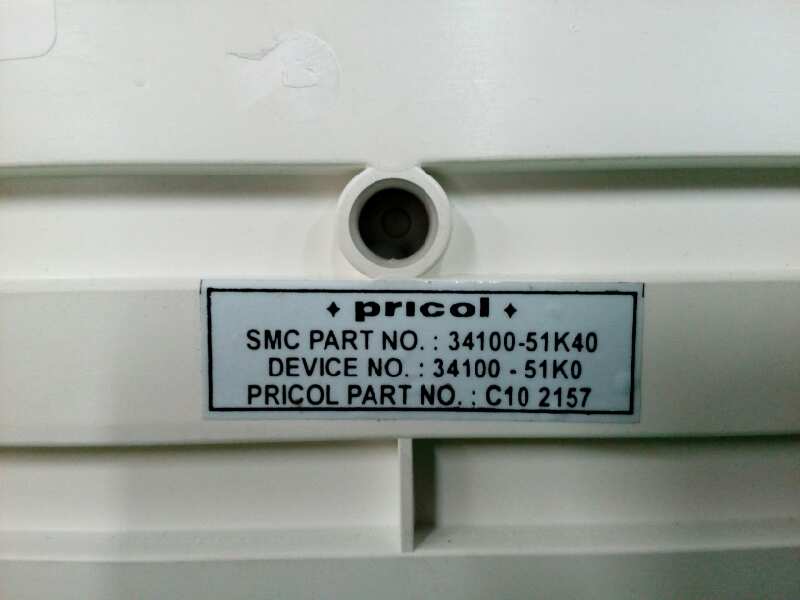 pricol
SMC PART NO. : 34100-51K40
DEVICE NO. : 34100 - 51K0
PRICOL PART NO. : C10 2157